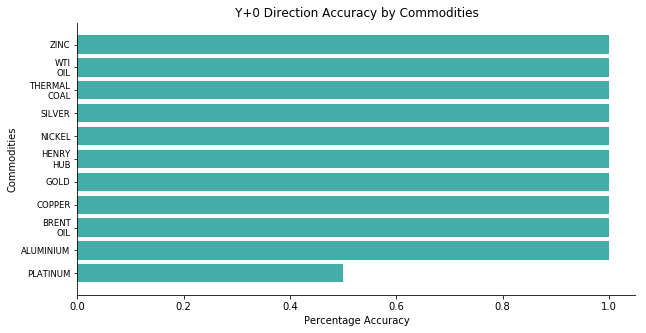 Y+0 Direction Accuracy by Commodities
Commodities
ZINC
WTI
OIL
THERMAL
COAL
SILVER
NICKEL
HENRY
HUB
GOLD
COPPER
BRENT
OIL
ALUMINIUM
PLATINUM
0.0 0.2 0.4 0.6 0.8 1.0
Percentage Accuracy